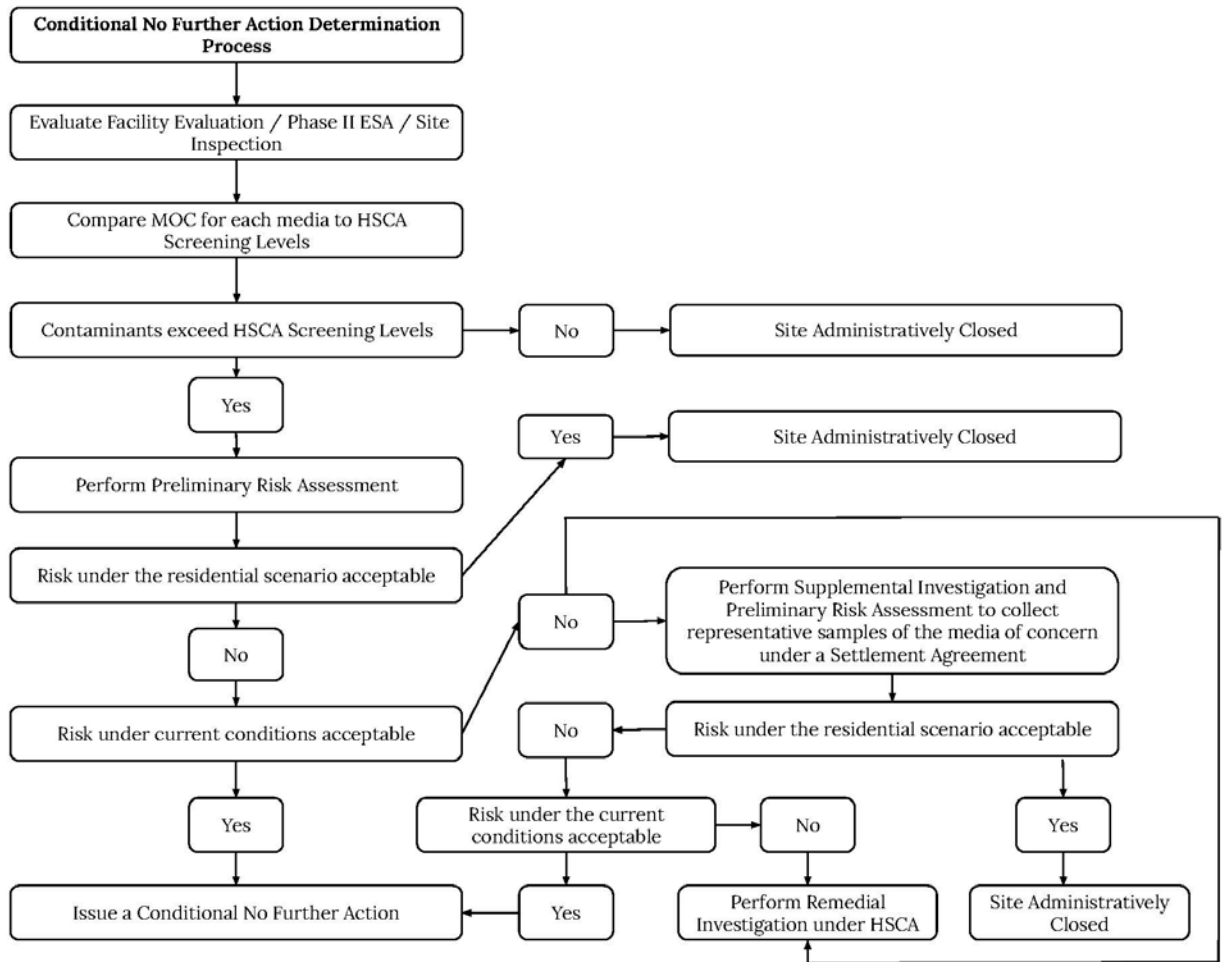 Conditional No Further Action Determination
Process
Evaluate Facility Evaluation / Phase II ESA / Site
Inspection
Compare MOC for each media to HSCA
Screening Levels
Contaminants exceed HSCA Screening Levels
No
Site Administratively Closed
Yes
Yes
Site Administratively Closed
Perform Preliminary Risk Assessment
Risk under the residential scenario acceptable
No
Perform Supplemental Investigation and
Preliminary Risk Assessment to collect
representative samples of the media of concern
under a Settlement Agreement
No
Risk under current conditions acceptable
No
Risk under the residential scenario acceptable
Yes
Risk under the current
conditions acceptable
No
Yes
Issue a Conditional No Further Action
Yes
Perform Remedial
Investigation under HSCA
Site Administratively
Closed